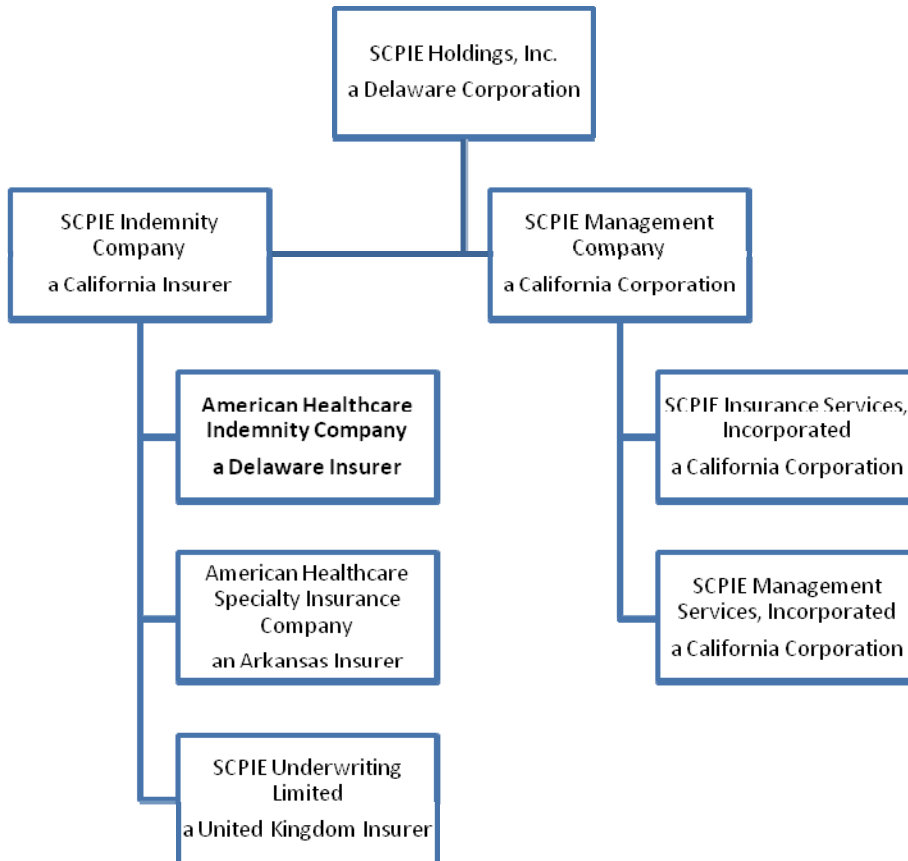 SCPIE Holdings, Inc.
a Delaware Corporation
SCPIE Indemnity
Company
a California Insurer
SCPIE Management
Company
a California Corporation
American Healthcare
Indemnity Company
a Delaware Insurer
American Healthcare
Specialty Insurance
Company
an Arkansas Insurer
SCPIE Underwriting
Limited
a United Kingdom Insurer
SCPIE Insurance Services,
Incorporated
a California Corporation
SCPIE Management
Services, Incorporated
a California Corporation